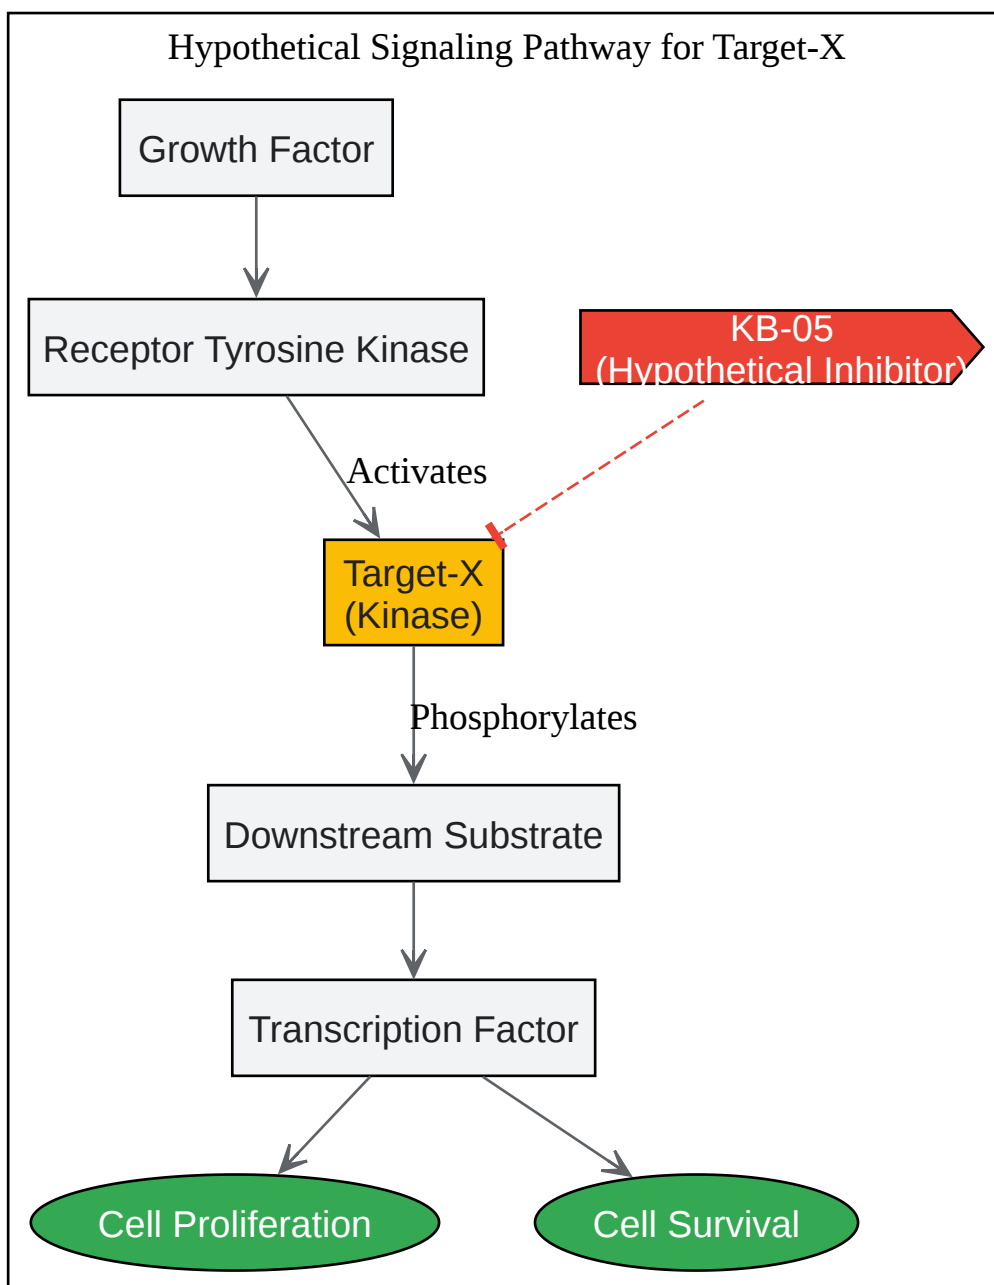 Hypothetical Signaling Pathway for Target-X
Growth Factor
Receptor Tyrosine Kinase
KB-05
(Hypothetical Inhibitor)
Activates
Target-X
(Kinase)
Phosphorylates
Downstream Substrate
Transcription Factor
Cell Proliferation
Cell Survival